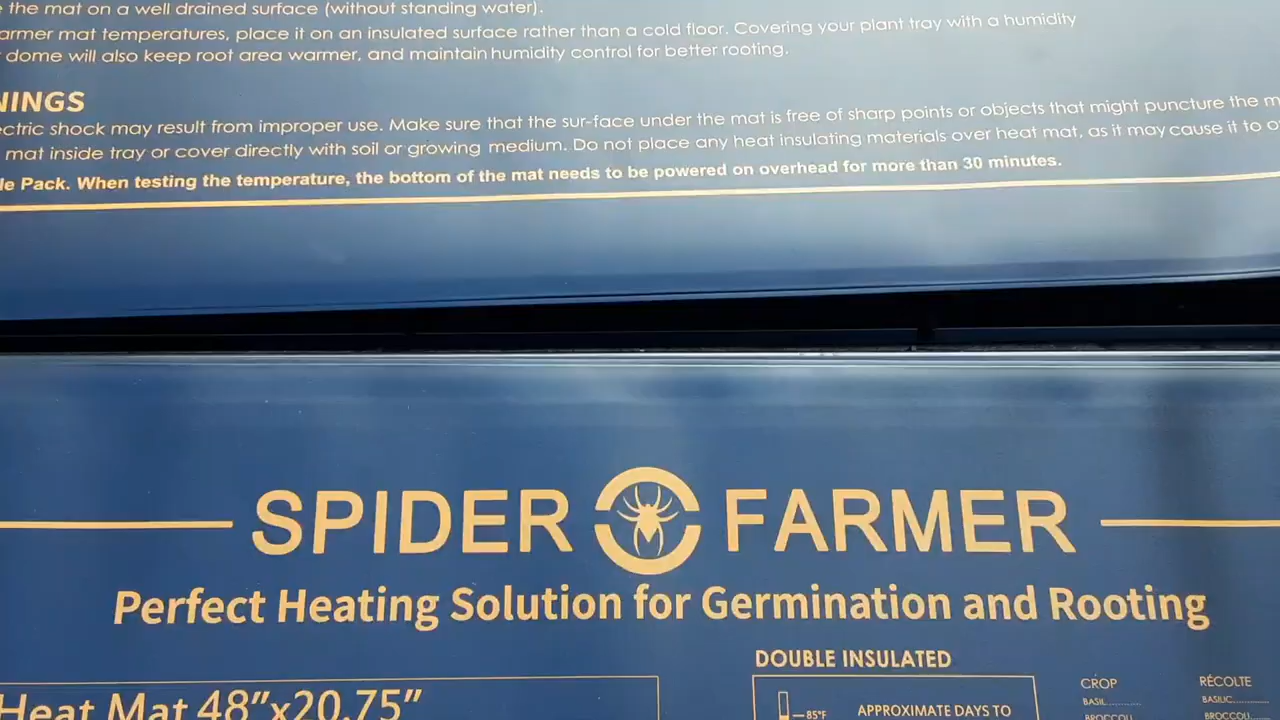 the mat on a well drained surface (without standing water).
armer mat temperatures, place it on an insulated surface rather than a cold floor. Covering your plant tray with a humidity
dome will also keep root area warmer, and maintain humidity control for better rooting.
NINGS
ectric shock may result from improper use. Make sure that the sur-face under the mat is free of sharp points or objects that might puncture the m
mat inside tray or cover directly with soil or growing medium. Do not place any heat insulating materials over heat mat, as it may cause it to o
le Pack. When testing the temperature, the bottom of the mat needs to be powered on overhead for more than 30 minutes.
SPIDER FARMER
Perfect Heating Solution for Germination and Rooting
DOUBLE INSULATED
Heat Mat 48”x20.75”
85°F
APPROXIMATE DAYS TO
CROP
RÉCOLTE
BASIL
BASILIC
BROCCOLI
BROCOLI